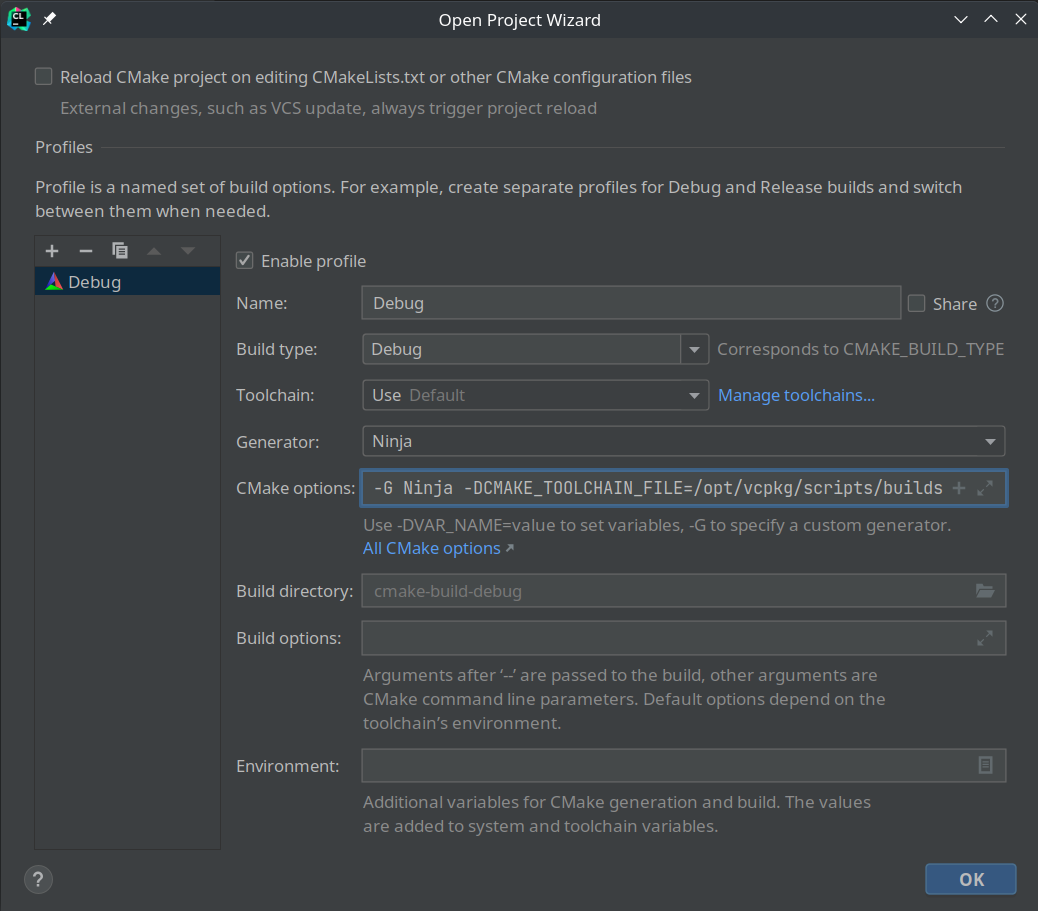 CL
Open Project Wizard
Reload CMake project on editing CMakeLists.txt or other CMake configuration files
External changes, such as VCS update, always trigger project reload
Profiles
Profile is a named set of build options. For example, create separate profiles for Debug and Release builds and switch
between them when needed.
Debug
Enable profile
Name: Debug Share ?
Build type: Debug Corresponds to CMAKE_BUILD_TYPE
Toolchain: Use Default Manage toolchains...
Generator: Ninja
CMake options: -G Ninja -DCMAKE_TOOLCHAIN_FILE=/opt/vcpkg/scripts/builds
Use -DVAR_NAME=value to set variables, -G to specify a custom generator.
All CMake options ↗
Build directory: cmake-build-debug
Build options:
Arguments after ‘--’ are passed to the build, other arguments are
CMake command line parameters. Default options depend on the
toolchain’s environment.
Environment:
Additional variables for CMake generation and build. The values
are added to system and toolchain variables.
?
OK